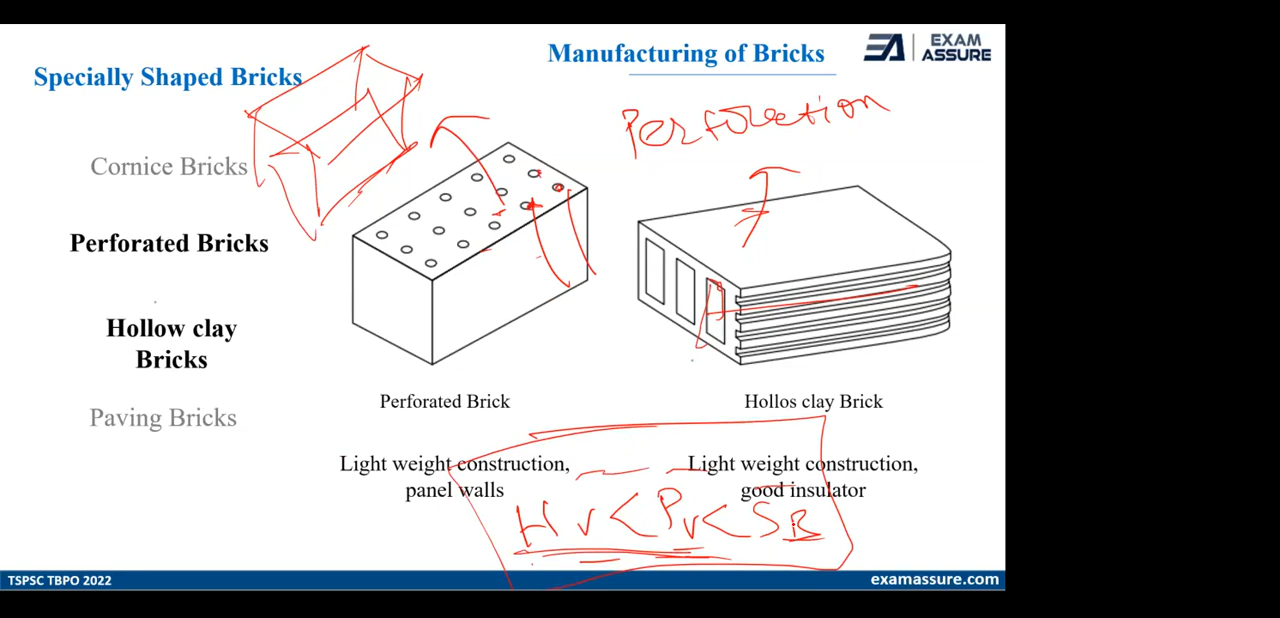 Manufacturing of Bricks
EXAM
ASSURE
Specially Shaped Bricks
Perforection
Cornice Bricks
Perforated Bricks
Hollow clay
Bricks
Paving Bricks
Perforated Brick
Hollos clay Brick
Light weight construction,
panel walls
Light weight construction,
good insulator
Hv < Pv < SB
TSPSC TBPO 2022
examassure.com